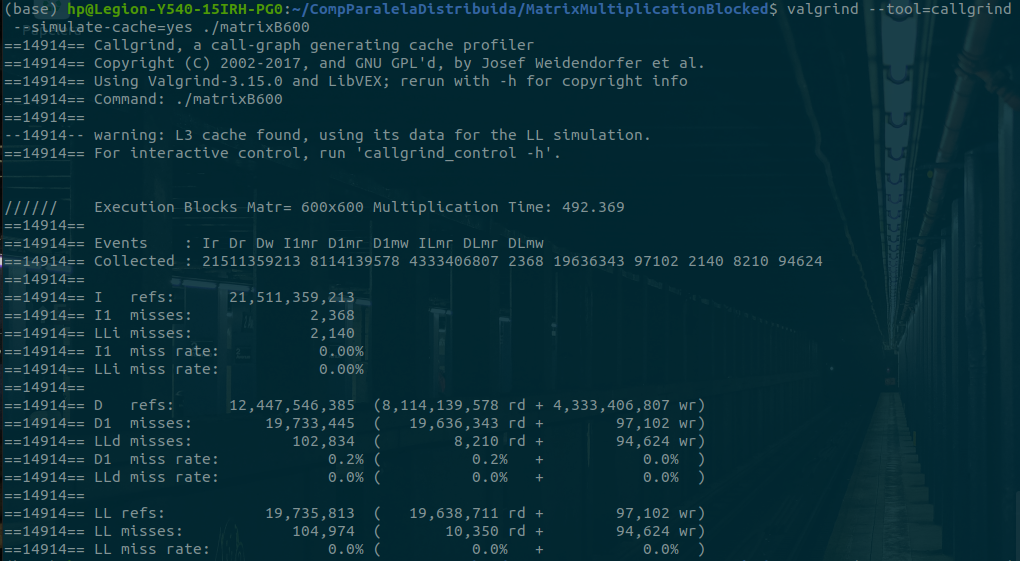 (base) hp@Legion-Y540-15IRH-PG0:~/CompParalelaDistribuida/MatrixMultiplicationBlocked$ valgrind --tool=callgrind
 --simulate-cache=yes ./matrixB600
==14914== Callgrind, a call-graph generating cache profiler
==14914== Copyright (C) 2002-2017, and GNU GPL'd, by Josef Weidendorfer et al.
==14914== Using Valgrind-3.15.0 and LibVEX; rerun with -h for copyright info
==14914== Command: ./matrixB600
==14914==
--14914-- warning: L3 cache found, using its data for the LL simulation.
==14914== For interactive control, run 'callgrind_control -h'.
//////    Execution Blocks Matr= 600x600 Multiplication Time: 492.369
==14914==
==14914== Events    : Ir Dr Dw I1mr D1mr D1mw ILmr DLmr DLmw
==14914== Collected : 21511359213 8114139578 4333406807 2368 19636343 97102 2140 8210 94624
==14914==
==14914== I   refs:      21,511,359,213
==14914== I1  misses:             2,368
==14914== LLi misses:             2,140
==14914== I1  miss rate:           0.00%
==14914== LLi miss rate:           0.00%
==14914==
==14914== D   refs:      12,447,546,385  (8,114,139,578 rd + 4,333,406,807 wr)
==14914== D1  misses:        19,733,445  (   19,636,343 rd +        97,102 wr)
==14914== LLd misses:           102,834  (        8,210 rd +        94,624 wr)
==14914== D1  miss rate:            0.2% (          0.2%   +           0.0%  )
==14914== LLd miss rate:            0.0% (          0.0%   +           0.0%  )
==14914==
==14914== LL refs:           19,735,813  (   19,638,711 rd +        97,102 wr)
==14914== LL misses:            104,974  (       10,350 rd +        94,624 wr)
==14914== LL miss rate:             0.0% (          0.0%   +           0.0%  )